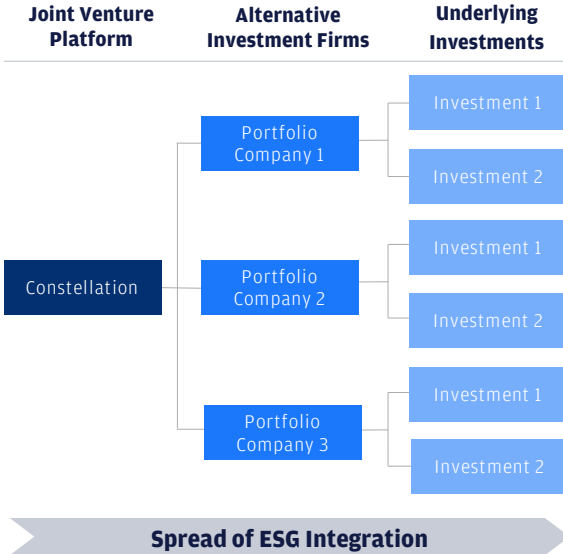 Joint Venture
Platform
Alternative
Investment Firms
Underlying
Investments
Constellation
Portfolio
Company 1
Investment 1
Investment 2
Portfolio
Company 2
Investment 1
Investment 2
Portfolio
Company 3
Investment 1
Investment 2
Spread of ESG Integration